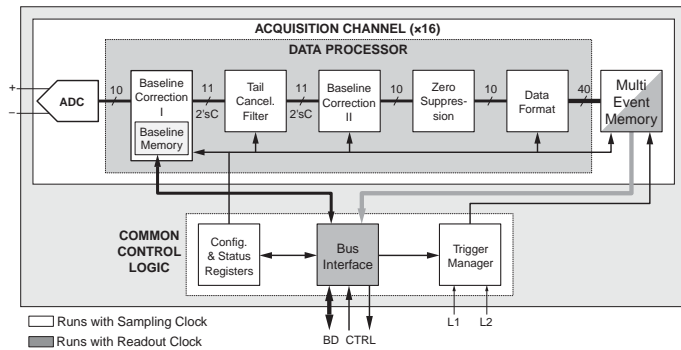 ACQUISITION CHANNEL (×16)
DATA PROCESSOR
+
−
ADC
10
Baseline
Correction
I
Baseline
Memory
11
2'sC
Tail
Cancel.
Filter
11
2'sC
Baseline
Correction
II
10
Zero
Suppres-
sion
10
Data
Format
40
Multi
Event
Memory
COMMON
CONTROL
LOGIC
Config.
& Status
Registers
Bus
Interface
Trigger
Manager
BD
CTRL
L1
L2
Runs with Sampling Clock
Runs with Readout Clock